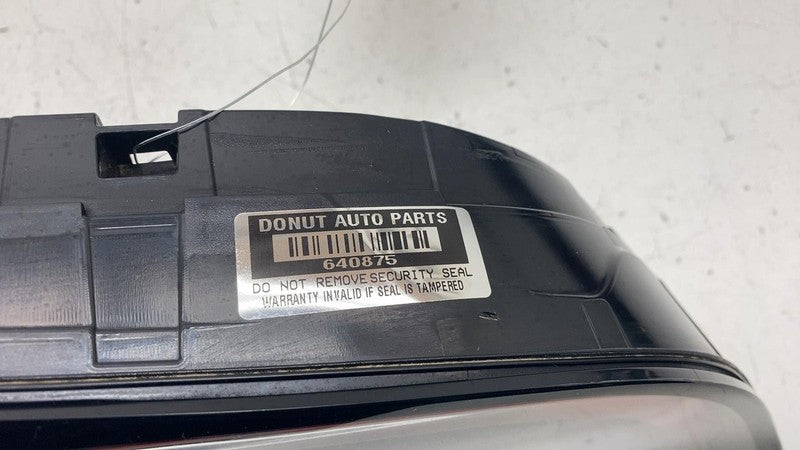 DONUT AUTO PARTS
640875
DO NOT REMOVE SECURITY SEAL
WARRANTY INVALID IF SEAL IS TAMPERED